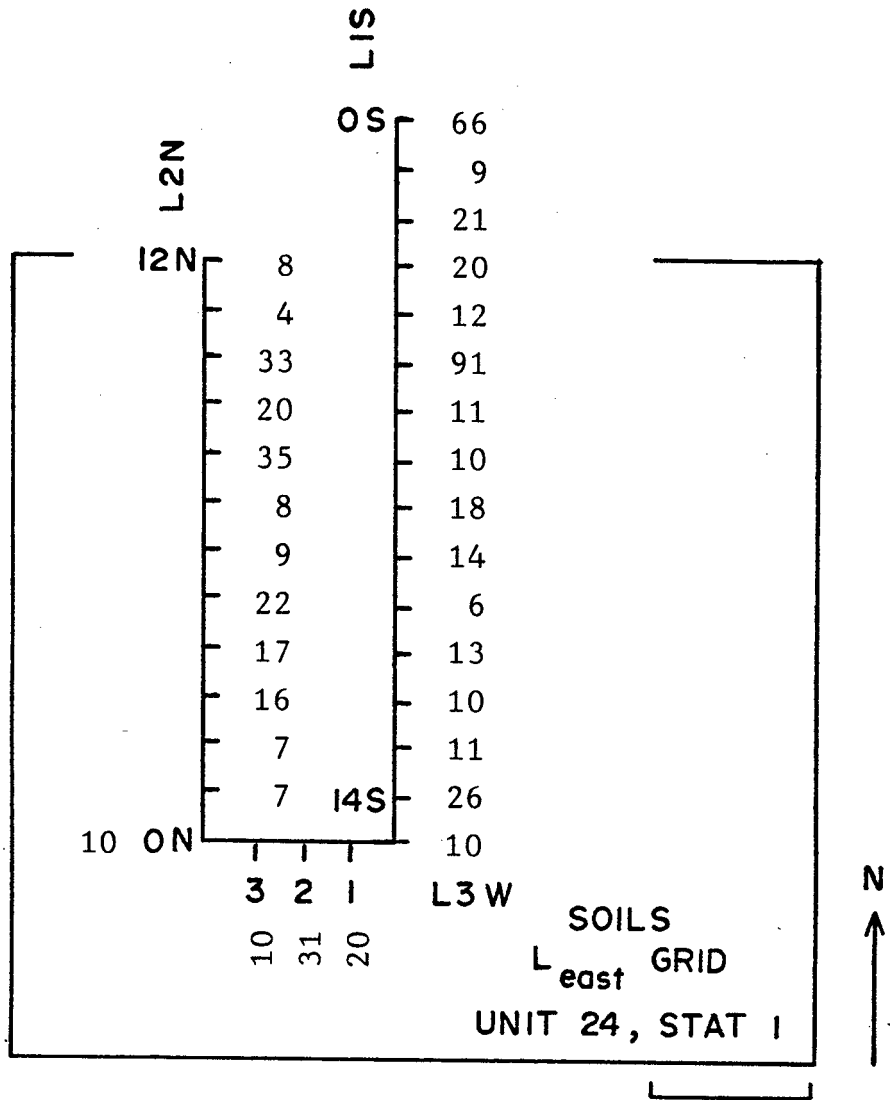 L1S
OS 66
9
L2N
21
12N 8 20
4 12
33 91
20 11
35 10
8 18
9 14
22 6
17 13
16 10
7 11
7 14S 26
10 ON 10
3 2 1 L3W
10 31 20
N
SOILS
L east GRID
UNIT 24, STAT 1